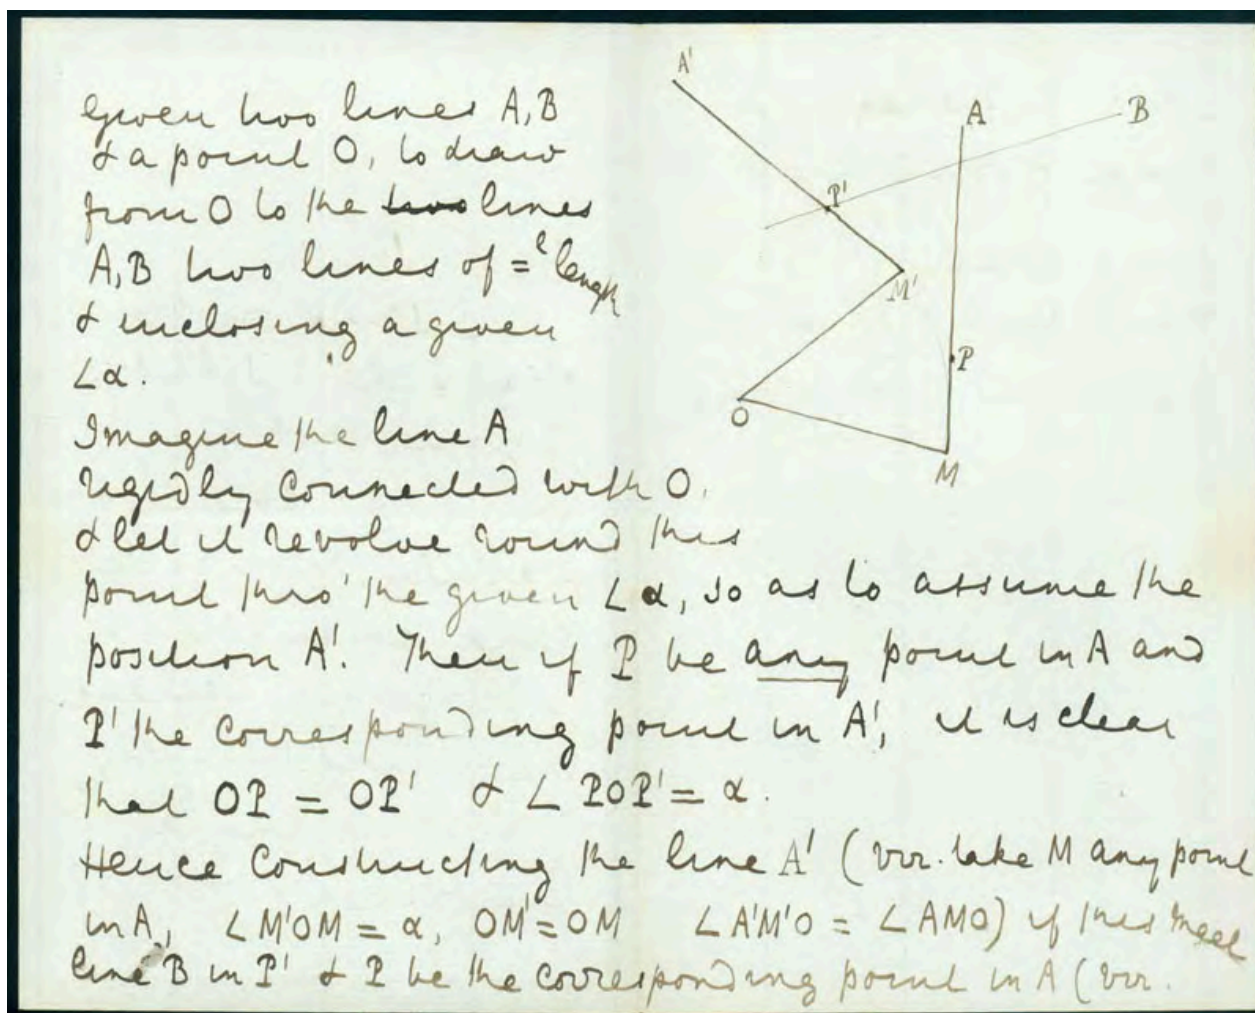 A'
A
B
P'
M'
P
O
M
Given two lines A, B
& a point O, to draw
from O to the two lines
A, B two lines of =l length
& inclosing a given
∠α.
Imagine the line A
rigidly connected with O,
& let it revolve round this
point thro' the given ∠α, so as to assume the
position A'. Then if P be any point in A and
P' the corresponding point in A', it is clear
that OP = OP' & ∠ POP' = α.
Hence constructing the line A' (viz. take M any point
in A, ∠M'OM = α, OM' = OM ∠A'M'O = ∠AMO) if this meet
line B in P' & P be the corresponding point in A (viz.